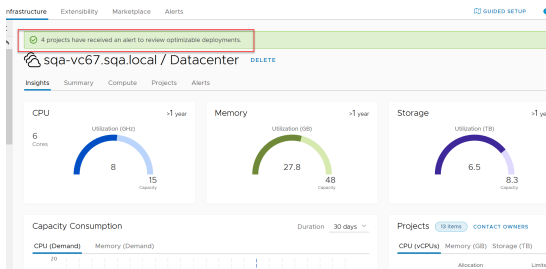 nfrastructure Extensibility Marketplace Alerts GUIDED SETUP
4 projects have received an alert to review optimizable deployments.
sqa-vc67.sqa.local / Datacenter DELETE
Insights Summary Compute Projects Alerts
CPU >1 year
6
Cores
Utilization (GHz)
8
15
Capacity
Memory >1 year
Utilization (GB)
27.8
48
Capacity
Storage >1 ye
Utilization (TB)
6.5
8.3
Capacity
Capacity Consumption Duration 30 days
CPU (Demand) Memory (Demand)
20
Projects 13 items CONTACT OWNERS
CPU (vCPUs) Memory (GB) Storage (TB)
Allocation Limite